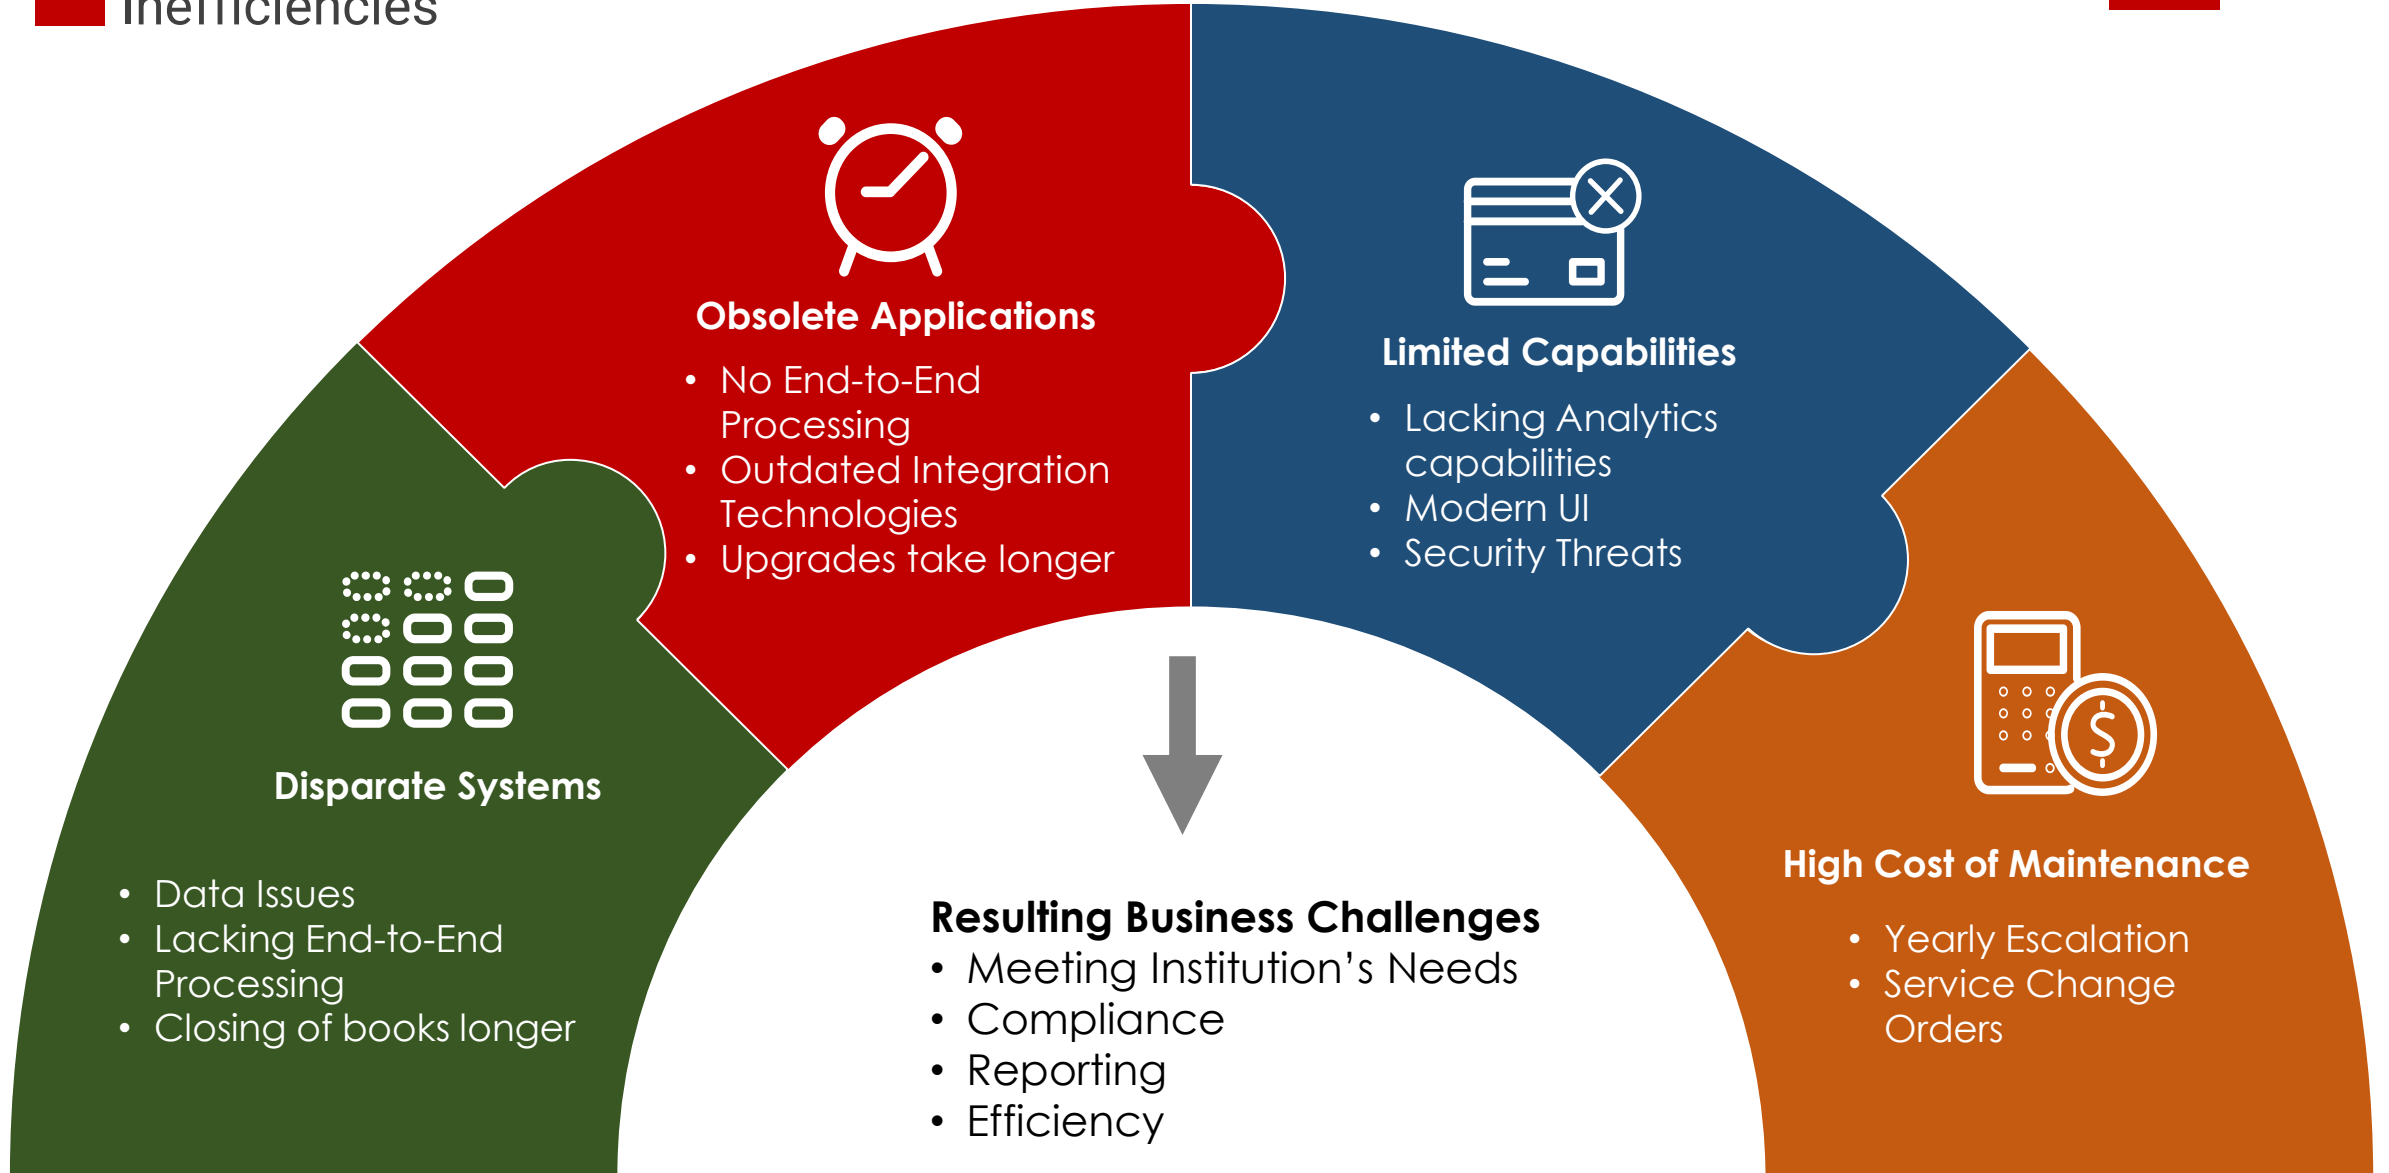 Inefficiencies
Obsolete Applications
• No End-to-End
Processing
• Outdated Integration
Technologies
• Upgrades take longer
Limited Capabilities
• Lacking Analytics
capabilities
• Modern UI
• Security Threats
Disparate Systems
• Data Issues
• Lacking End-to-End
Processing
• Closing of books longer
High Cost of Maintenance
• Yearly Escalation
• Service Change
Orders
Resulting Business Challenges
• Meeting Institution’s Needs
• Compliance
• Reporting
• Efficiency
$